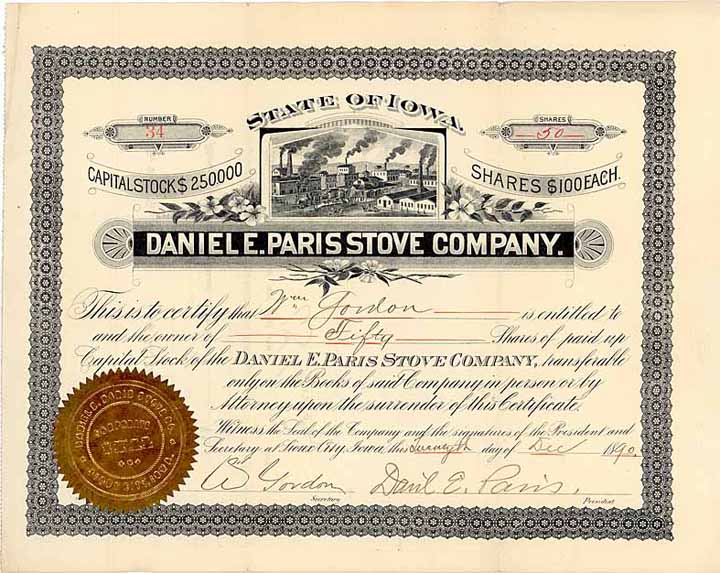 STATE OF IOWA
NUMBER
34
SHARES
50
CAPITAL STOCK $250000
SHARES $100 EACH.
DANIEL E. PARIS STOVE COMPANY.
This is to certify that Wm Gordon is entitled to
and the owner of Fifty Shares of paid up
Capital Stock of the DANIEL E. PARIS STOVE COMPANY, transferable
only on the Books of said Company in person or by
Attorney upon the surrender of this Certificate.
Witness the Seal of the Company and the signatures of the President and
Secretary at Sioux City, Iowa, this Twentyth day of Dec 1890
Gordon Danl E. Paris.
Secretary President